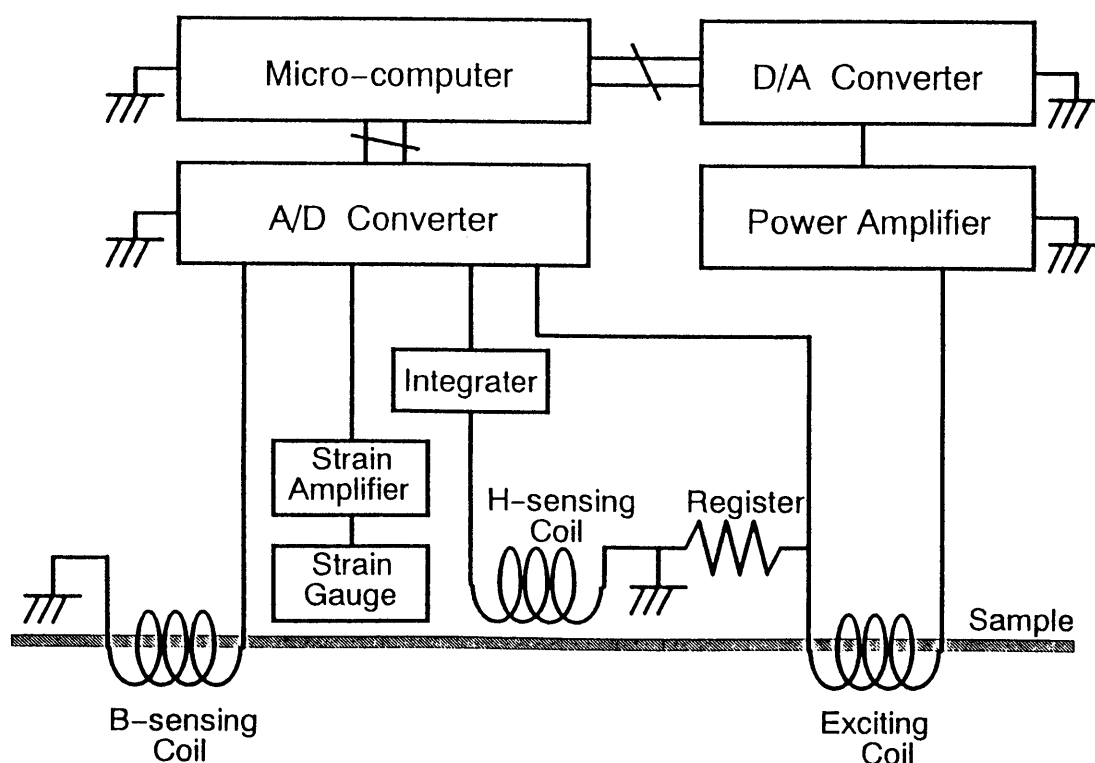 Micro-computer
D/A Converter
A/D Converter
Power Amplifier
Integrater
Strain
Amplifier
H-sensing
Coil
Register
Strain
Gauge
Sample
B-sensing
Coil
Exciting
Coil